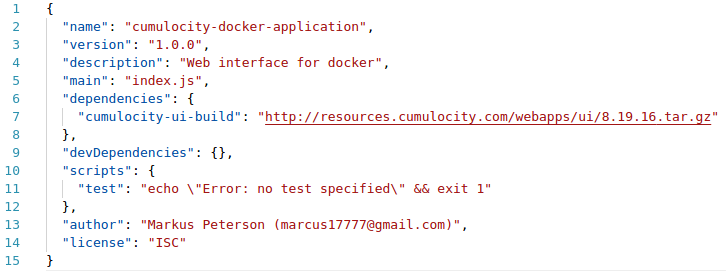 1 {
2   "name": "cumulocity-docker-application",
3   "version": "1.0.0",
4   "description": "Web interface for docker",
5   "main": "index.js",
6   "dependencies": {
7     "cumulocity-ui-build": "http://resources.cumulocity.com/webapps/ui/8.19.16.tar.gz"
8   },
9   "devDependencies": {},
10   "scripts": {
11     "test": "echo \"Error: no test specified\" && exit 1"
12   },
13   "author": "Markus Peterson (marcus17777@gmail.com)",
14   "license": "ISC"
15 }